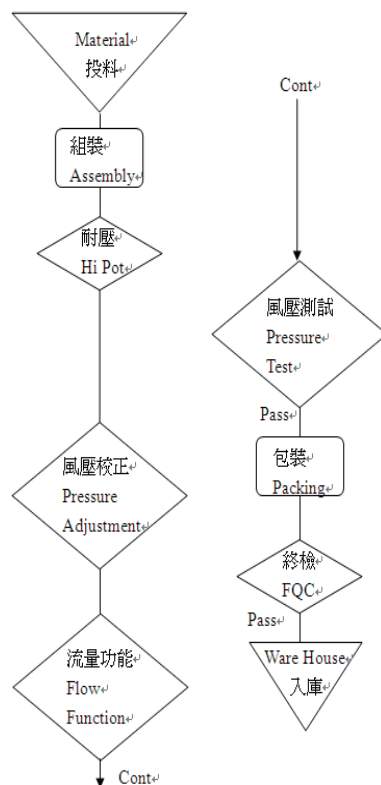 Material
投料
組裝
Assembly
耐壓
Hi Pot
風壓校正
Pressure
Adjustment
流量功能
Flow
Function
Cont
Cont
風壓測試
Pressure
Test
Pass
包裝
Packing
終檢
FQC
Pass
Ware House
入庫